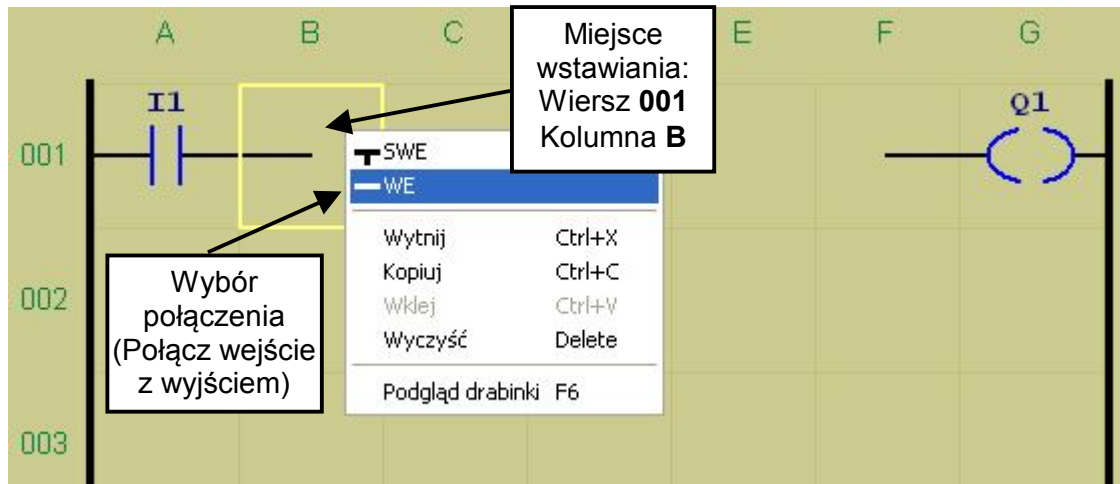 A B C E F G
Miejsce
wstawiania:
Wiersz 001
Kolumna B
I1
Q1
001
SWE
WE
Wytnij Ctrl+X
Kopiuj Ctrl+C
Wklej Ctrl+V
Wyczyść Delete
Podgląd drabinki F6
Wybór
połączenia
(Połącz wejście
z wyjściem)
002
003